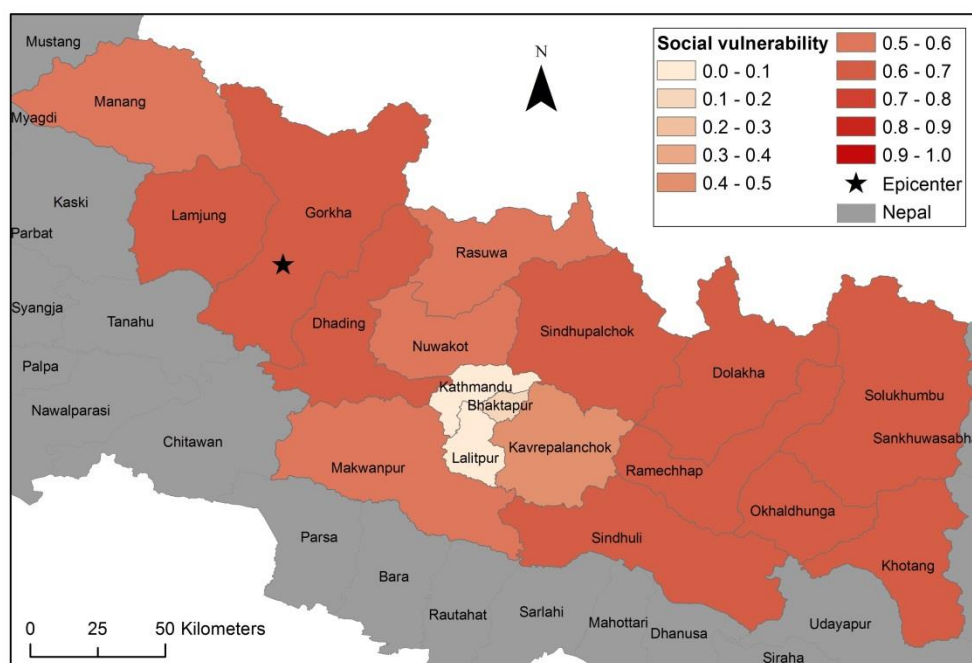 Mustang
Manang
Myagdi
Kaski
Lamjung
Gorkha
Parbat
Rasuwa
Syangja
Tanahu
Dhading
Nuwakot
Sindhupalchok
Dolakha
Palpa
Kathmandu
Bhaktapur
Solukhumbu
Nawalparasi
Chitawan
Lalitpur
Kavrepalanchok
Sankhuwasabha
Makwanpur
Ramechhap
Okhaldhunga
Parsa
Sindhuli
Khotang
Bara
Rautahat
Sarlahi
Mahottari
Dhanusa
Udayapur
Siraha
N
Social vulnerability
0.0 - 0.1
0.1 - 0.2
0.2 - 0.3
0.3 - 0.4
0.4 - 0.5
0.5 - 0.6
0.6 - 0.7
0.7 - 0.8
0.8 - 0.9
0.9 - 1.0
Epicenter
Nepal
0 25 50 Kilometers